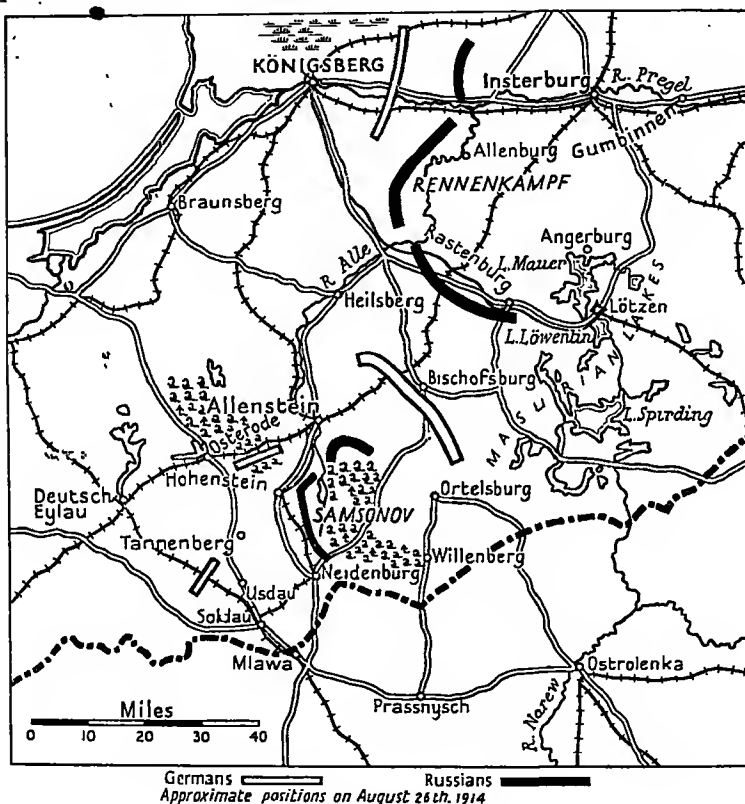 KÖNIGSBERG
Insterburg
R. Pregel
Gumbinnen
Allenburg
RENNENKAMPF
Braunsberg
Angerburg
Rastenburg
L. Mauer
R Alle
Heilsberg
Lötzen
L. Löwentin
MASURIAN LAKES
Bischofsburg
L. Spirding
Allenstein
Osterode
Hohenstein
Deutsch
Eylau
Ortelsburg
SAMSONOV
Tannenberg
Willenberg
Neidenburg
Usdau
Soldau
Mlawa
Ostrolenka
Prassnysch
R. Narew
Miles
0 10 20 30 40
Germans Russians
Approximate positions on August 26th. 1914